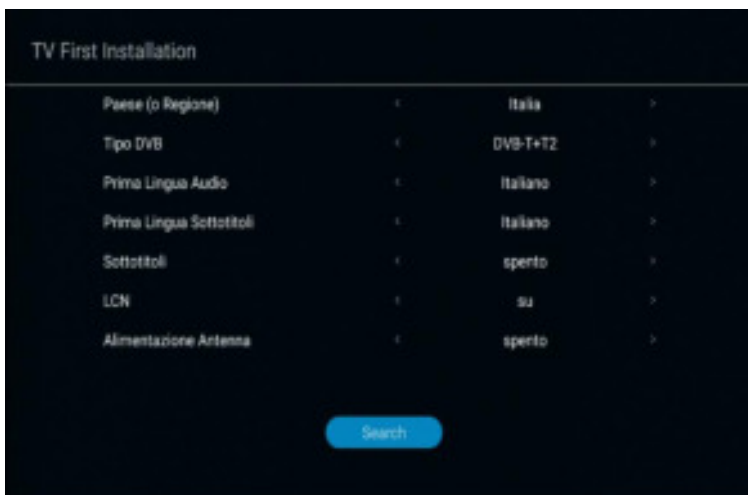 TV First Installation
Paese (o Regione) < Italia >
Tipo DVB < DVB-T+T2 >
Prima Lingua Audio < Italiano >
Prima Lingua Sottotitoli < Italiano >
Sottotitoli < spento >
LCN < su >
Alimentazione Antenna < spento >
Search